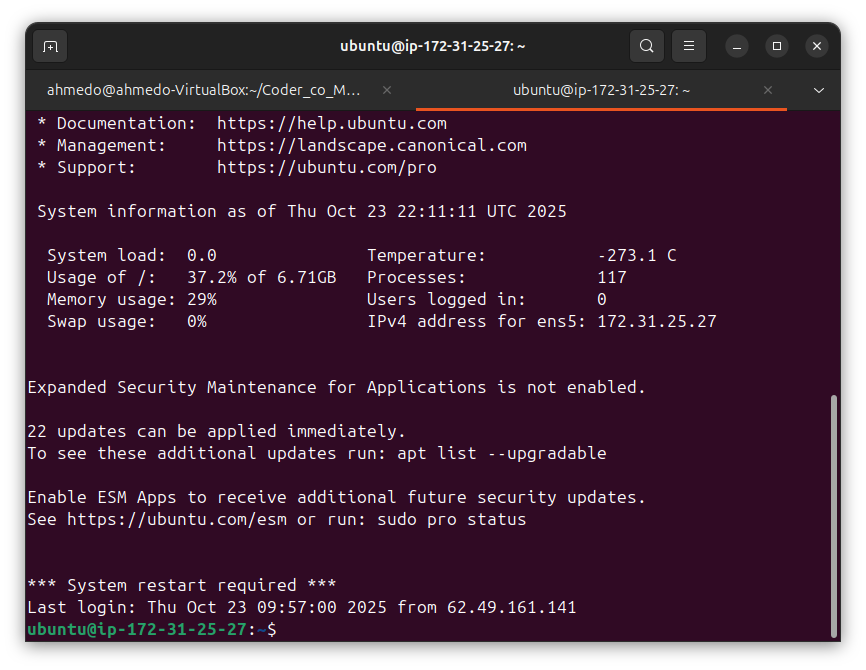 ubuntu@ip-172-31-25-27: ~
ahmedo@ahmedo-VirtualBox:~/Coder_co_M...
ubuntu@ip-172-31-25-27: ~
* Documentation:  https://help.ubuntu.com
* Management:     https://landscape.canonical.com
* Support:        https://ubuntu.com/pro
System information as of Thu Oct 23 22:11:11 UTC 2025
System load:  0.0               Temperature:           -273.1 C
Usage of /:   37.2% of 6.71GB   Processes:             117
Memory usage: 29%               Users logged in:       0
Swap usage:   0%                IPv4 address for ens5: 172.31.25.27
Expanded Security Maintenance for Applications is not enabled.
22 updates can be applied immediately.
To see these additional updates run: apt list --upgradable
Enable ESM Apps to receive additional future security updates.
See https://ubuntu.com/esm or run: sudo pro status
*** System restart required ***
Last login: Thu Oct 23 09:57:00 2025 from 62.49.161.141
ubuntu@ip-172-31-25-27:~$